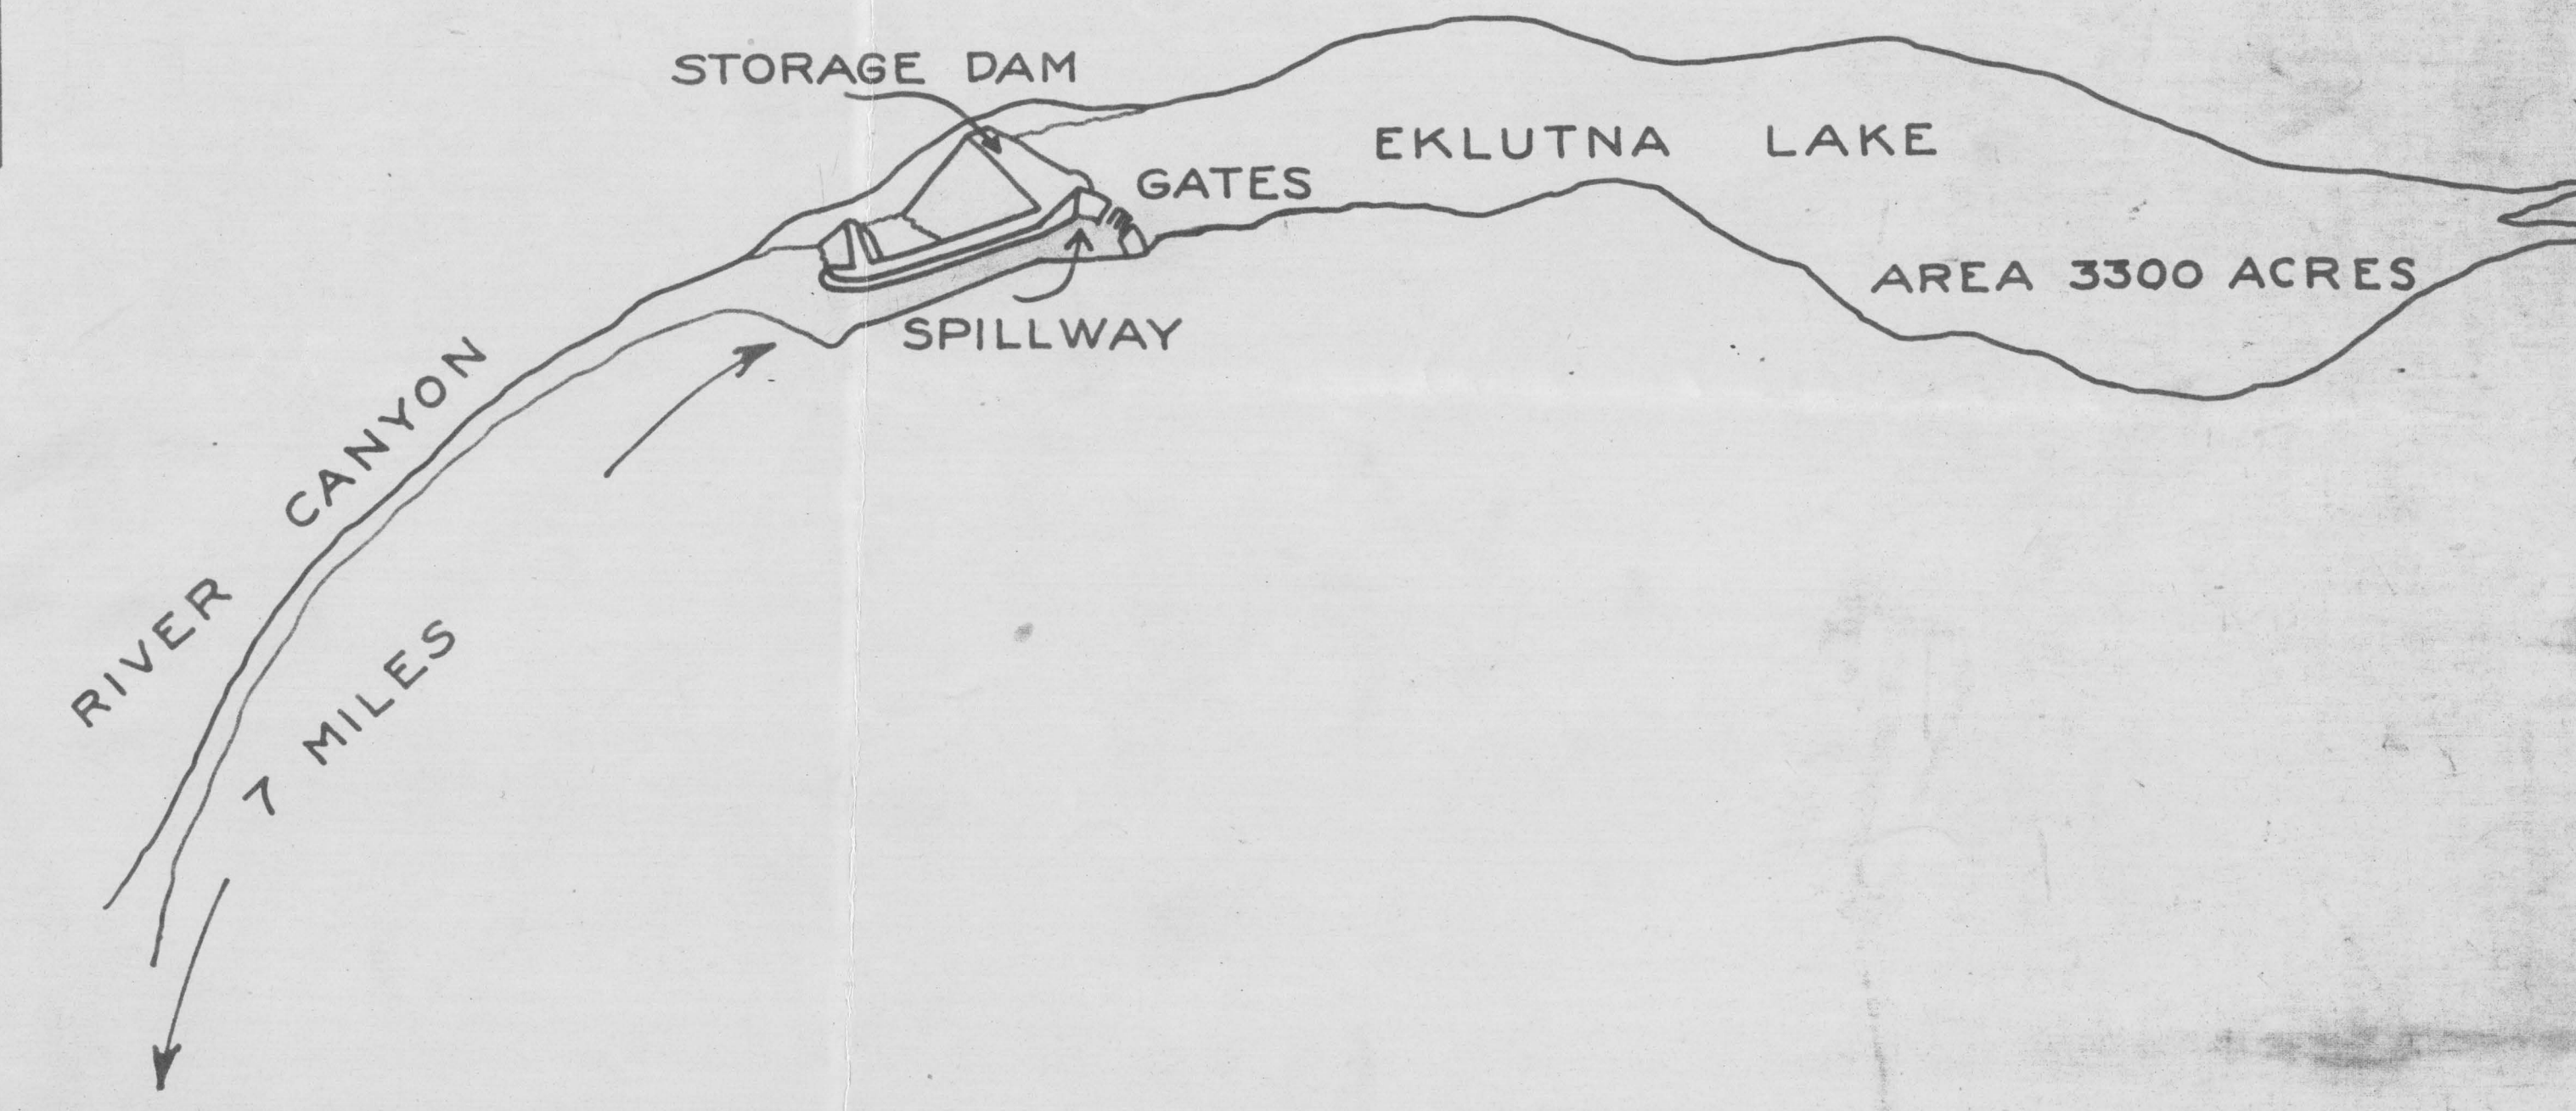 STORAGE DAM
EKLUTNA LAKE
GATES
AREA 3300 ACRES
SPILLWAY
RIVER CANYON
7 MILES